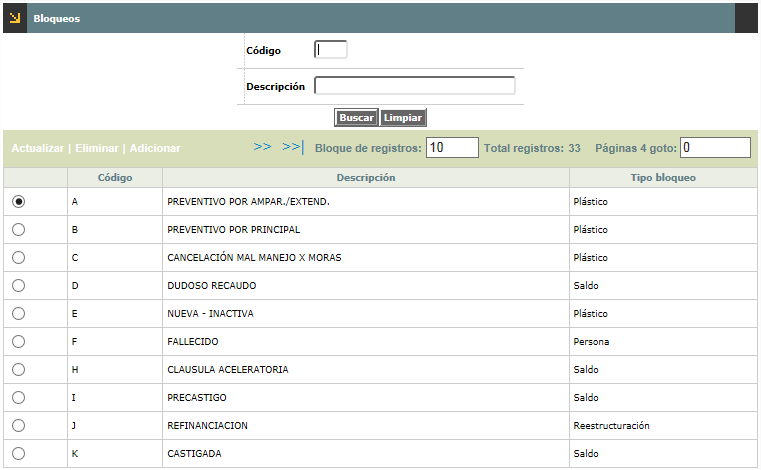 Bloqueos
Código
Descripción
Buscar Limpiar
Actualizar | Eliminar | Adicionar >> >>| Bloque de registros: 10 Total registros: 33 Páginas 4 goto: 0
Código Descripción Tipo bloqueo
A PREVENTIVO POR AMPAR./EXTEND. Plástico
B PREVENTIVO POR PRINCIPAL Plástico
C CANCELACIÓN MAL MANEJO X MORAS Plástico
D DUDOSO RECAUDO Saldo
E NUEVA - INACTIVA Plástico
F FALLECIDO Persona
H CLAUSULA ACELERATORIA Saldo
I PRECASTIGO Saldo
J REFINANCIACION Reestructuración
K CASTIGADA Saldo